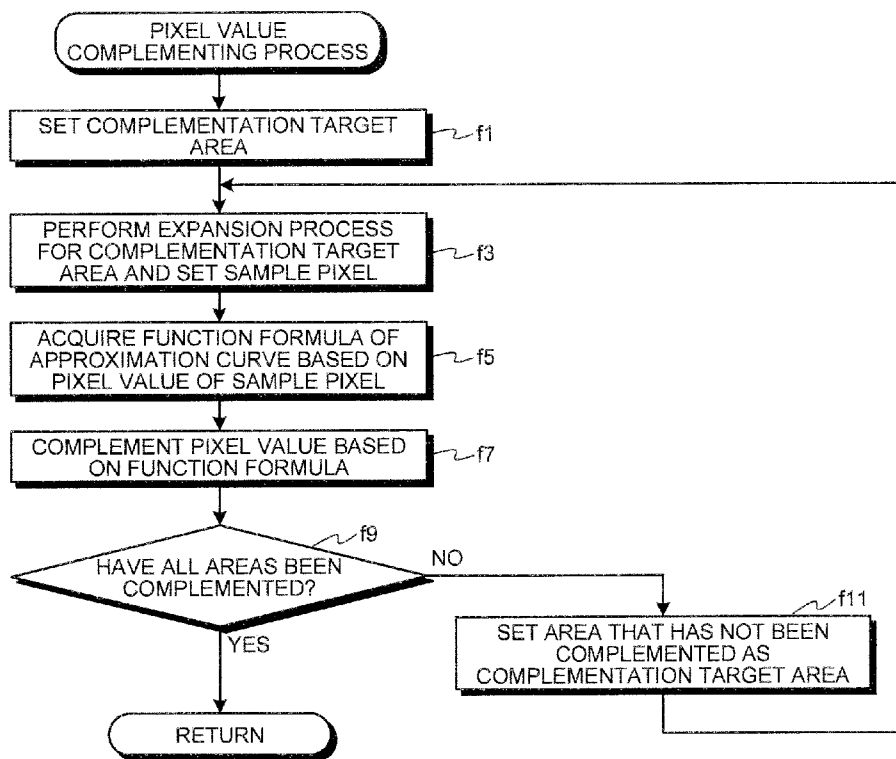 PIXEL VALUE
COMPLEMENTING PROCESS
SET COMPLEMENTATION TARGET
AREA
f1
PERFORM EXPANSION PROCESS
FOR COMPLEMENTATION TARGET
AREA AND SET SAMPLE PIXEL
f3
ACQUIRE FUNCTION FORMULA OF
APPROXIMATION CURVE BASED ON
PIXEL VALUE OF SAMPLE PIXEL
f5
COMPLEMENT PIXEL VALUE BASED
ON FUNCTION FORMULA
f7
f9
HAVE ALL AREAS BEEN
COMPLEMENTED?
NO
YES
f11
SET AREA THAT HAS NOT BEEN
COMPLEMENTED AS
COMPLEMENTATION TARGET AREA
RETURN